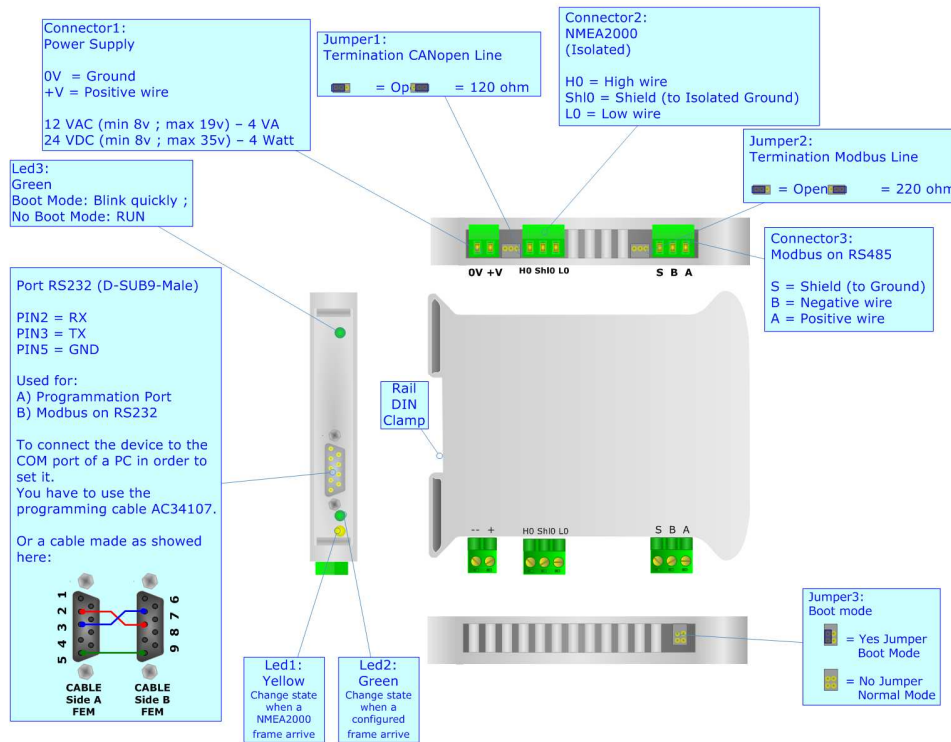 Connector1:
Power Supply
0V = Ground
+V = Positive wire
12 VAC (min 8v ; max 19v) – 4 VA
24 VDC (min 8v ; max 35v) – 4 Watt
Jumper1:
Termination CANopen Line
= Op = 120 ohm
Connector2:
NMEA2000
(Isolated)
H0 = High wire
Shl0 = Shield (to Isolated Ground)
L0 = Low wire
Jumper2:
Termination Modbus Line
= Open = 220 ohm
Led3:
Green
Boot Mode: Blink quickly ;
No Boot Mode: RUN
0V +V H0 Shl0 L0 S B A
Connector3:
Modbus on RS485
S = Shield (to Ground)
B = Negative wire
A = Positive wire
Port RS232 (D-SUB9-Male)
PIN2 = RX
PIN3 = TX
PIN5 = GND
Used for:
A) Programmation Port
B) Modbus on RS232
To connect the device to the
COM port of a PC in order to
set it.
You have to use the
programming cable AC34107.
Or a cable made as showed
here:
1
2
3
4
5
6
7
8
9
CABLE
Side A
FEM
CABLE
Side B
FEM
Rail
DIN
Clamp
-- + H0 Shl0 L0 S B A
Led1:
Yellow
Change state
when a
NMEA2000
frame arrive
Led2:
Green
Change state
when a
configured
frame arrive
Jumper3:
Boot mode
= Yes Jumper
Boot Mode
= No Jumper
Normal Mode